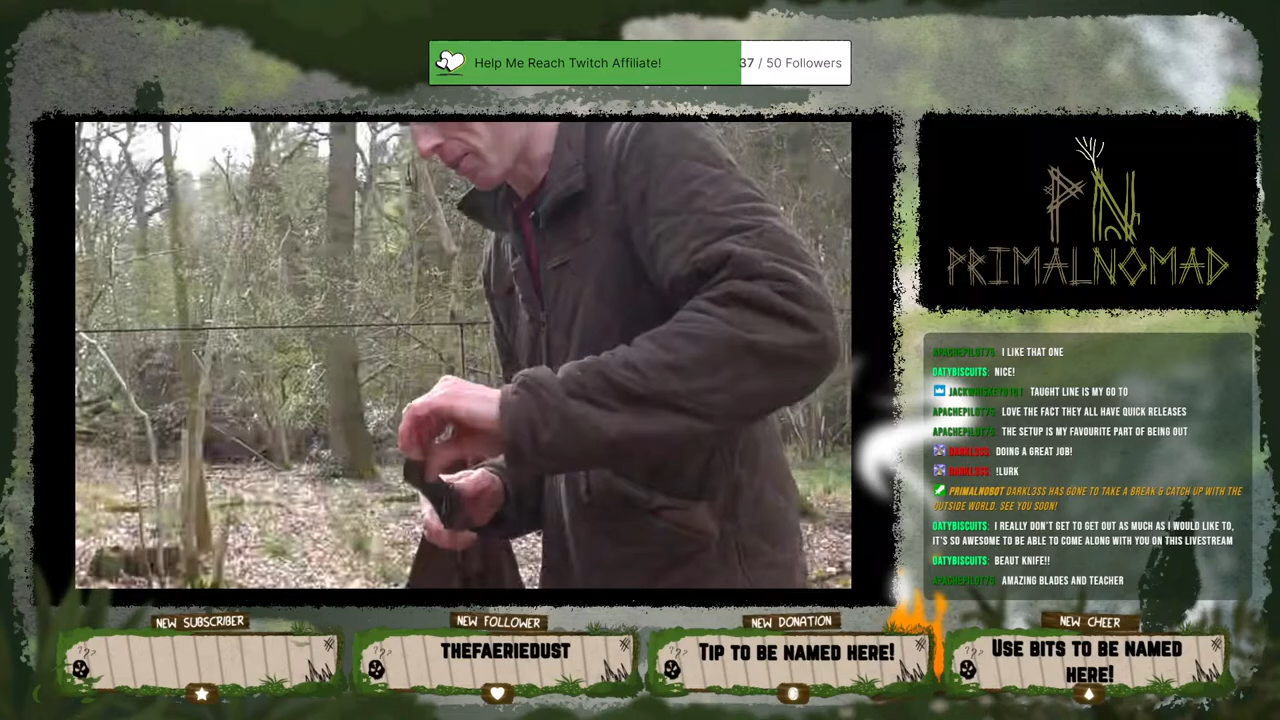 Help Me Reach Twitch Affiliate!
37 / 50 Followers
PN
PRIMALNOMAD
APACHEPILOT75: I LIKE THAT ONE
OATYBISCUITS: NICE!
TAUGHT LINE IS MY GO TO
APACHEPILOT75: LOVE THE FACT THEY ALL HAVE QUICK RELEASES
APACHEPILOT75: THE SETUP IS MY FAVOURITE PART OF BEING OUT
DARKL3SS: DOING A GREAT JOB!
DARKL3SS: !LURK
PRIMALNOBOT DARKL3SS HAS GONE TO TAKE A BREAK & CATCH UP WITH THE
OUTSIDE WORLD. SEE YOU SOON!
OATYBISCUITS: I REALLY DON'T GET TO GET OUT AS MUCH AS I WOULD LIKE TO,
IT'S SO AWESOME TO BE ABLE TO COME ALONG WITH YOU ON THIS LIVESTREAM
OATYBISCUITS: BEAUT KNIFE!!
APACHEPILOT75: AMAZING BLADES AND TEACHER
NEW SUBSCRIBER
NEW FOLLOWER
THEFAERIEDUST
NEW DONATION
TIP TO BE NAMED HERE!
NEW CHEER
USE BITS TO BE NAMED
HERE!